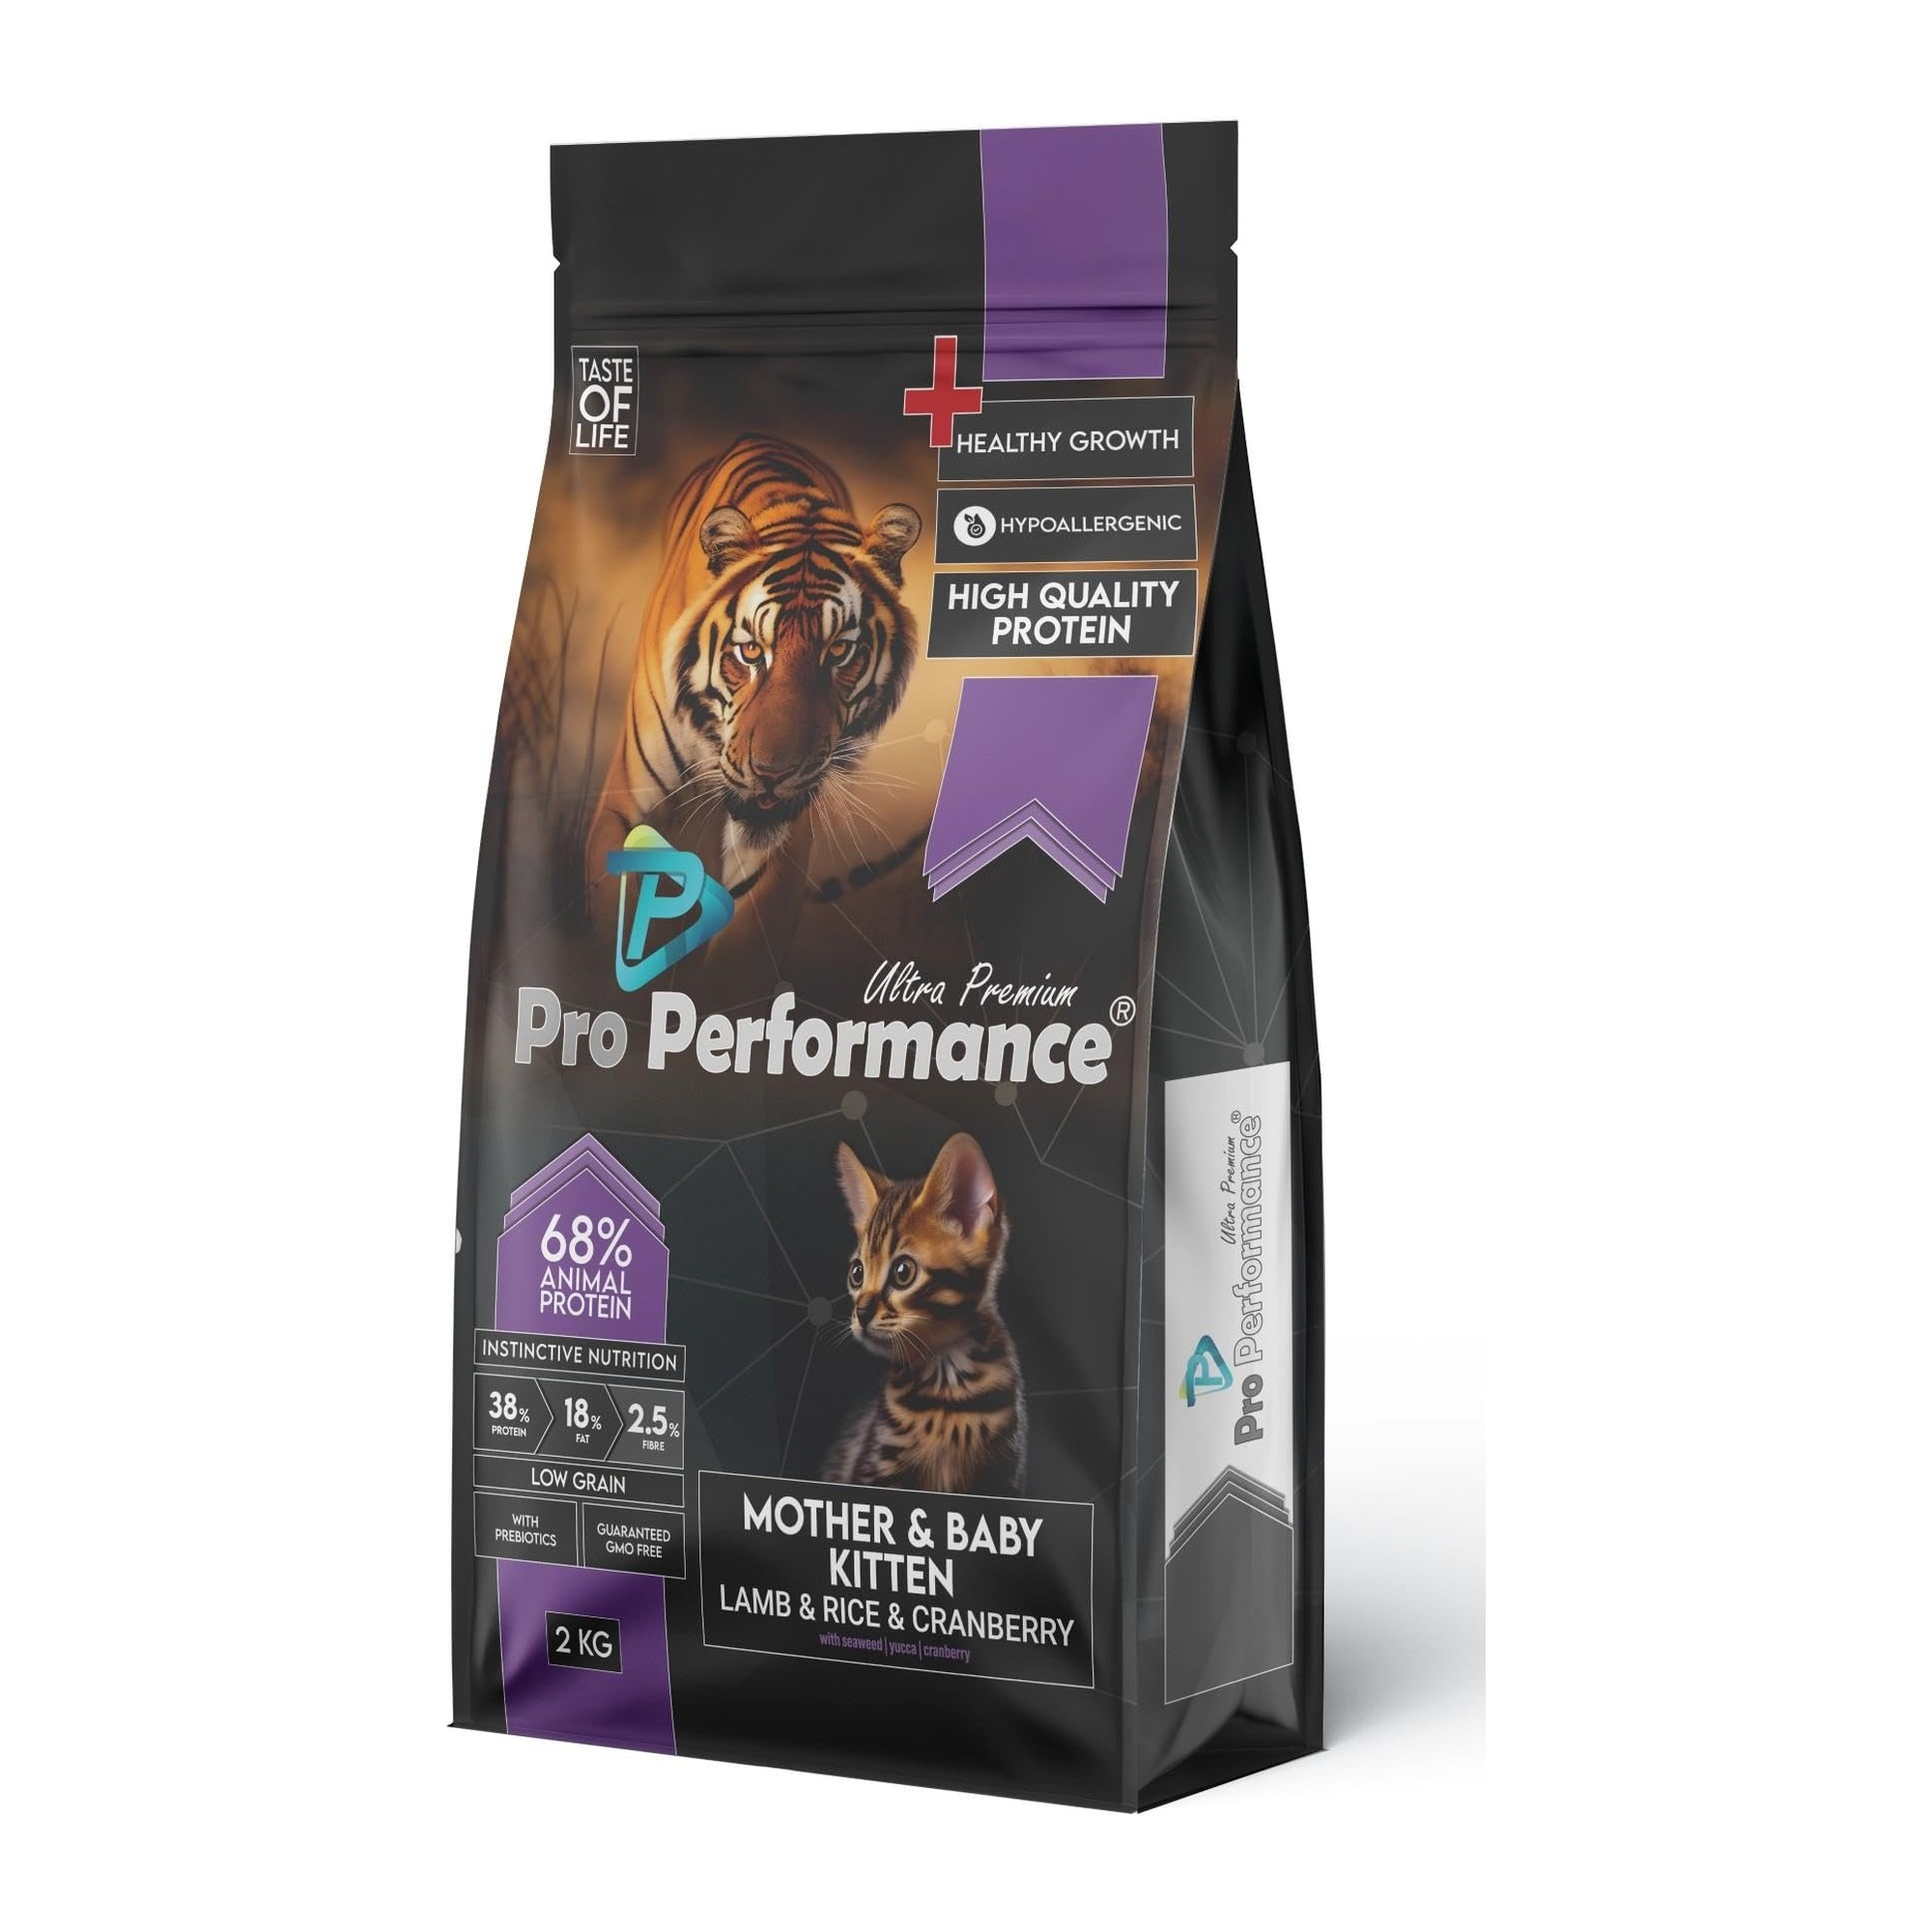 TASTE
OF
LIFE
HEALTHY GROWTH
HYPOALLERGENIC
HIGH QUALITY
PROTEIN
P
Ultra Premium
Pro Performance®
68%
ANIMAL
PROTEIN
INSTINCTIVE NUTRITION
38%
PROTEIN
18%
FAT
2.5%
FIBRE
LOW GRAIN
WITH
PREBIOTICS
GUARANTEED
GMO FREE
2 KG
MOTHER & BABY
KITTEN
LAMB & RICE & CRANBERRY
with seaweed | yucca | cranberry
P
Ultra Premium
Pro Performance®